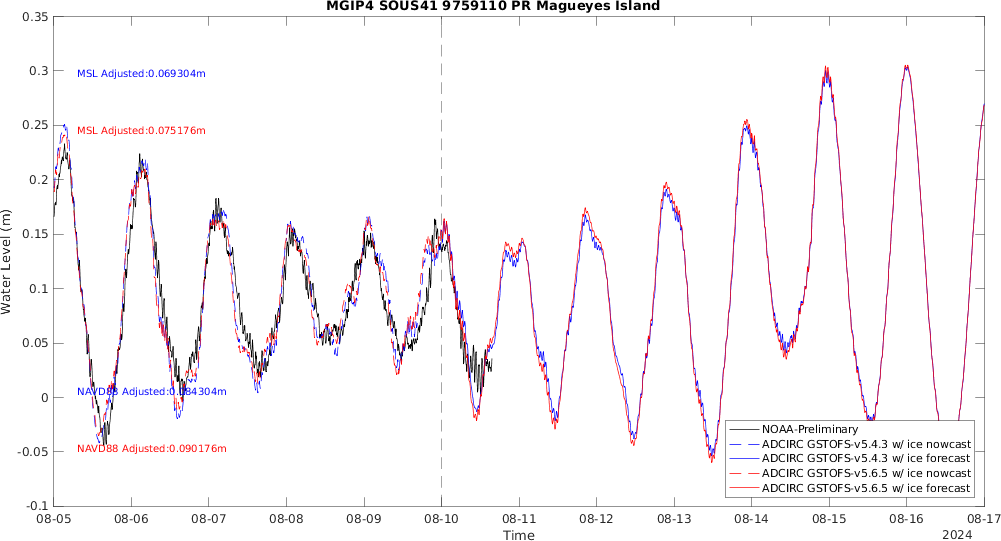 MGIP4 SOUS41 9759110 PR Magueyes Island
0.35
0.3
0.25
0.2
0.15
0.1
0.05
0
-0.05
-0.1
Water Level (m)
MSL Adjusted:0.069304m
MSL Adjusted:0.075176m
NAVD88 Adjusted:0.084304m
NAVD88 Adjusted:0.090176m
NOAA-Preliminary
ADCIRC GSTOFS-v5.4.3 w/ ice nowcast
ADCIRC GSTOFS-v5.4.3 w/ ice forecast
ADCIRC GSTOFS-v5.6.5 w/ ice nowcast
ADCIRC GSTOFS-v5.6.5 w/ ice forecast
08-05 08-06 08-07 08-08 08-09 08-10 08-11 08-12 08-13 08-14 08-15 08-16 08-17
Time
2024